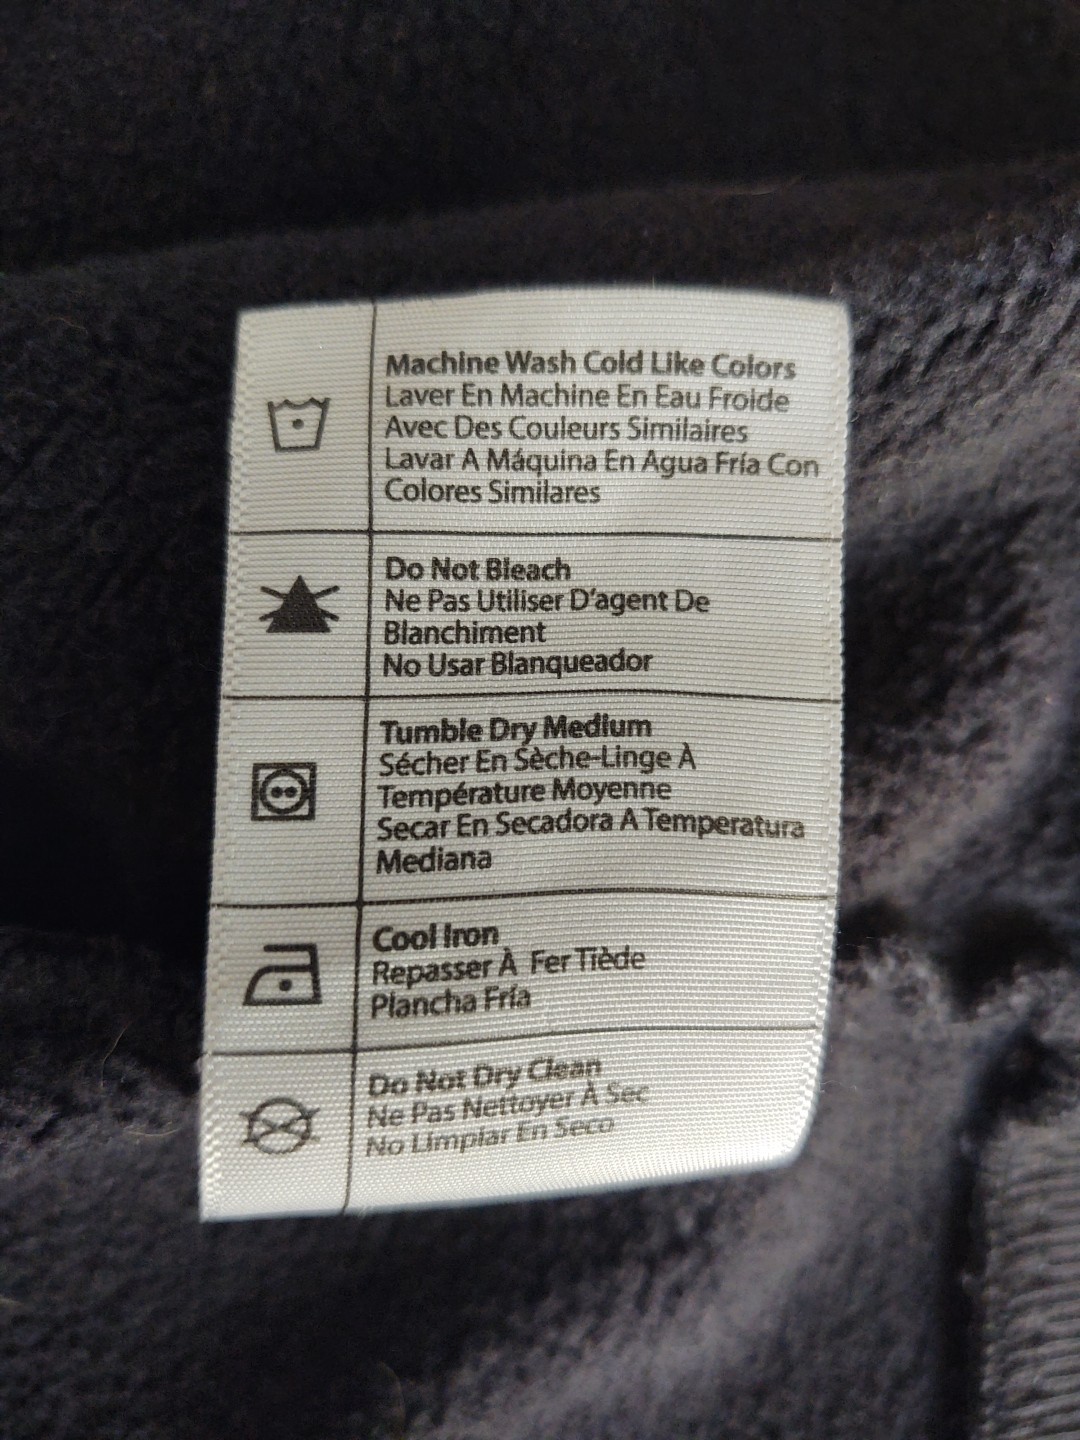 Machine Wash Cold Like Colors
Laver En Machine En Eau Froide
Avec Des Couleurs Similaires
Lavar A Máquina En Agua Fría Con
Colores Similares
Do Not Bleach
Ne Pas Utiliser D'agent De
Blanchiment
No Usar Blanqueador
Tumble Dry Medium
Sécher En Sèche-Linge À
Température Moyenne
Secar En Secadora A Temperatura
Mediana
Cool Iron
Repasser À Fer Tiède
Plancha Fría
Do Not Dry Clean
Ne Pas Nettoyer À Sec
No Limpiar En Seco